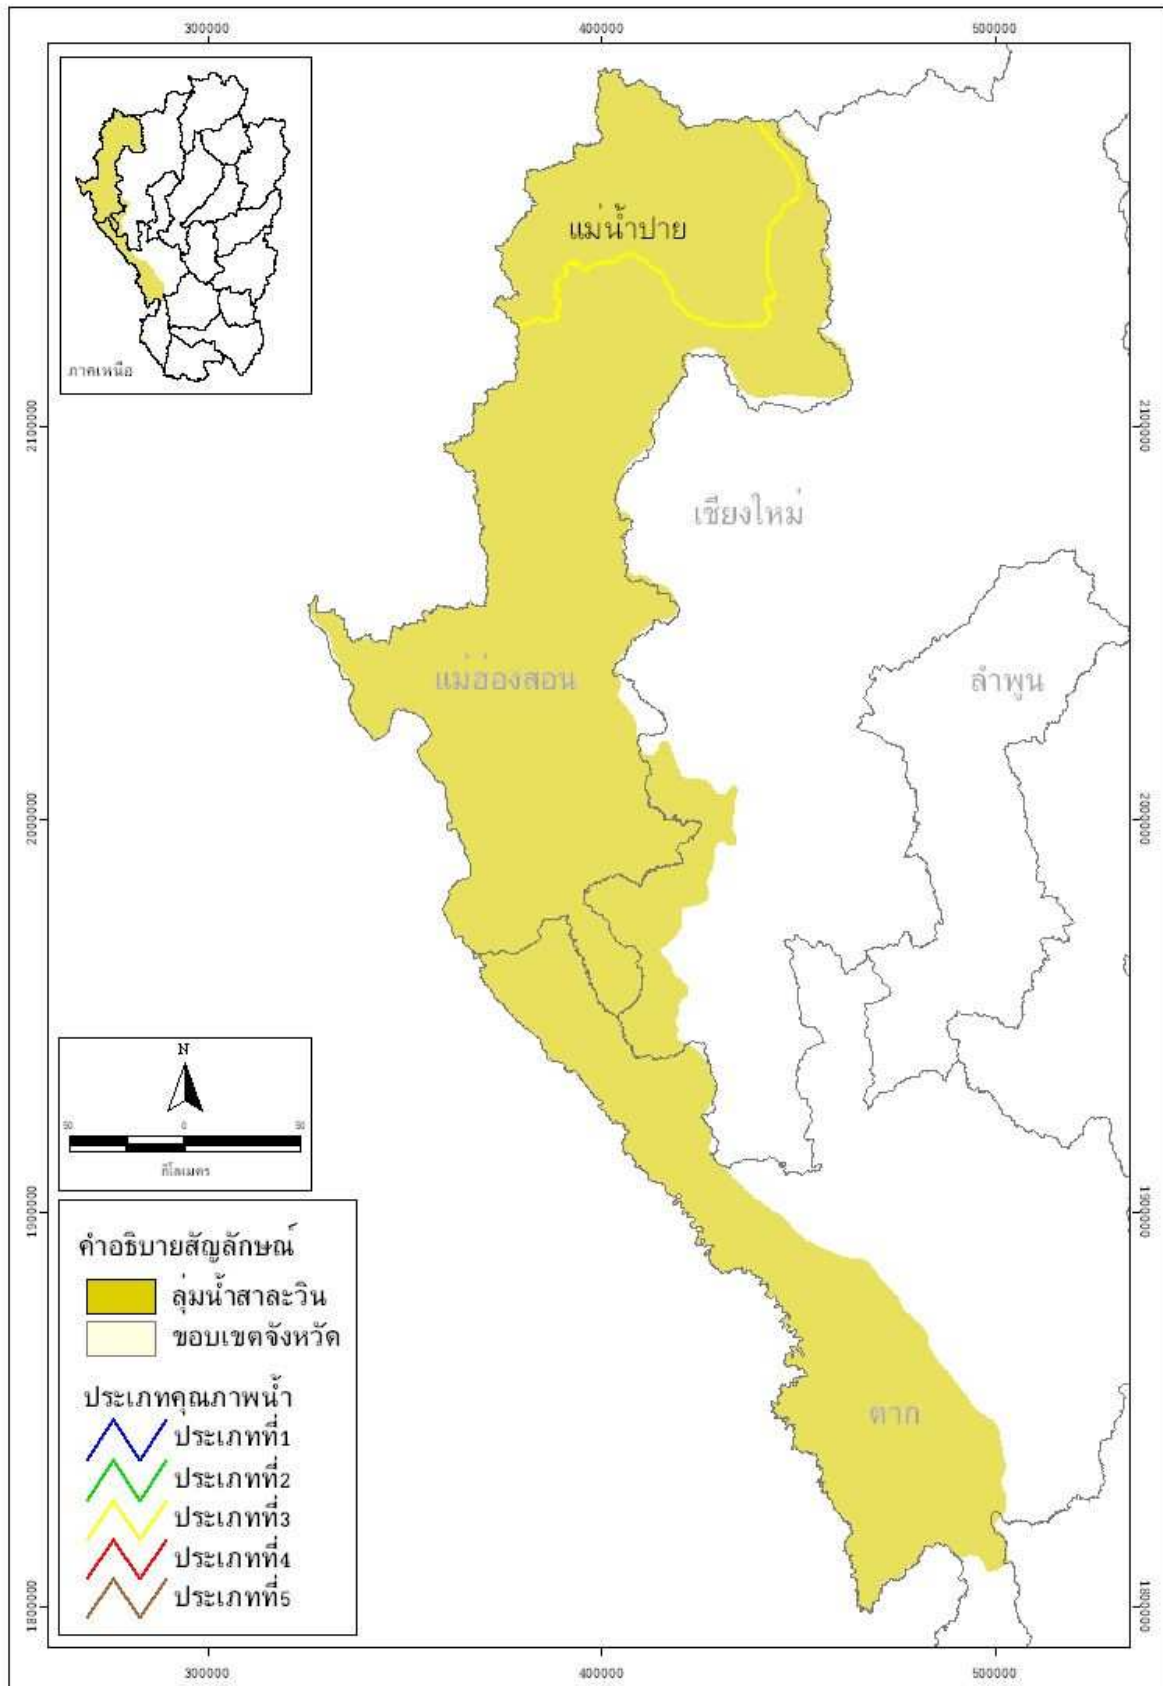 300000
400000
500000
แม่น้ำปาย
ภาคเหนือ
2100000
2100000
เชียงใหม่
แม่ฮ่องสอน
ลำพูน
2000000
2000000
N
50
0
50
กิโลเมตร
1900000
1900000
คำอธิบายสัญลักษณ์
ลุ่มน้ำสาละวิน
ขอบเขตจังหวัด
ประเภทคุณภาพน้ำ
ประเภทที่1
ประเภทที่2
ประเภทที่3
ประเภทที่4
ประเภทที่5
ตาก
1800000
1800000
300000
400000
500000